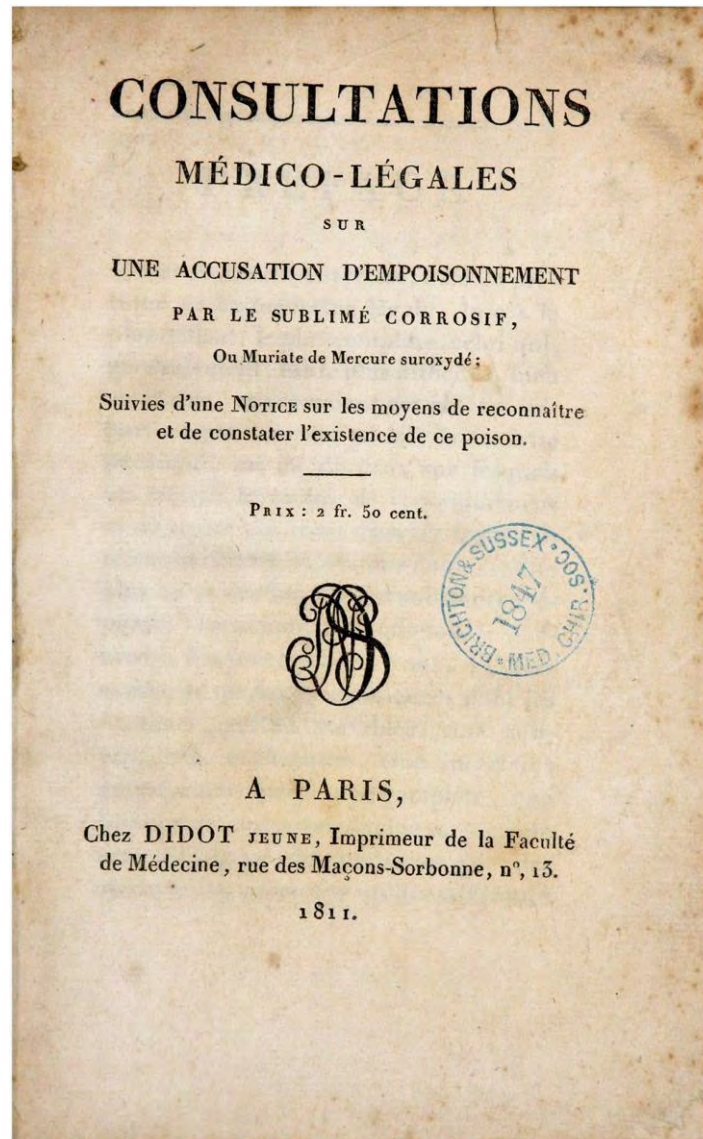 CONSULTATIONS
MÉDICO-LÉGALES
SUR
UNE ACCUSATION D'EMPOISONNEMENT
PAR LE SUBLIMÉ CORROSIF,
Ou Muriate de Mercure suroxydé;
Suivies d'une NOTICE sur les moyens de reconnaître
et de constater l'existence de ce poison.
PRIX : 2 fr. 50 cent.
BRIGHTON & SUSSEX • MED. CHIR. SOC •
1847
A PARIS,
Chez DIDOT JEUNE, Imprimeur de la Faculté
de Médecine, rue des Maçons-Sorbonne, n°, 13.
1811.